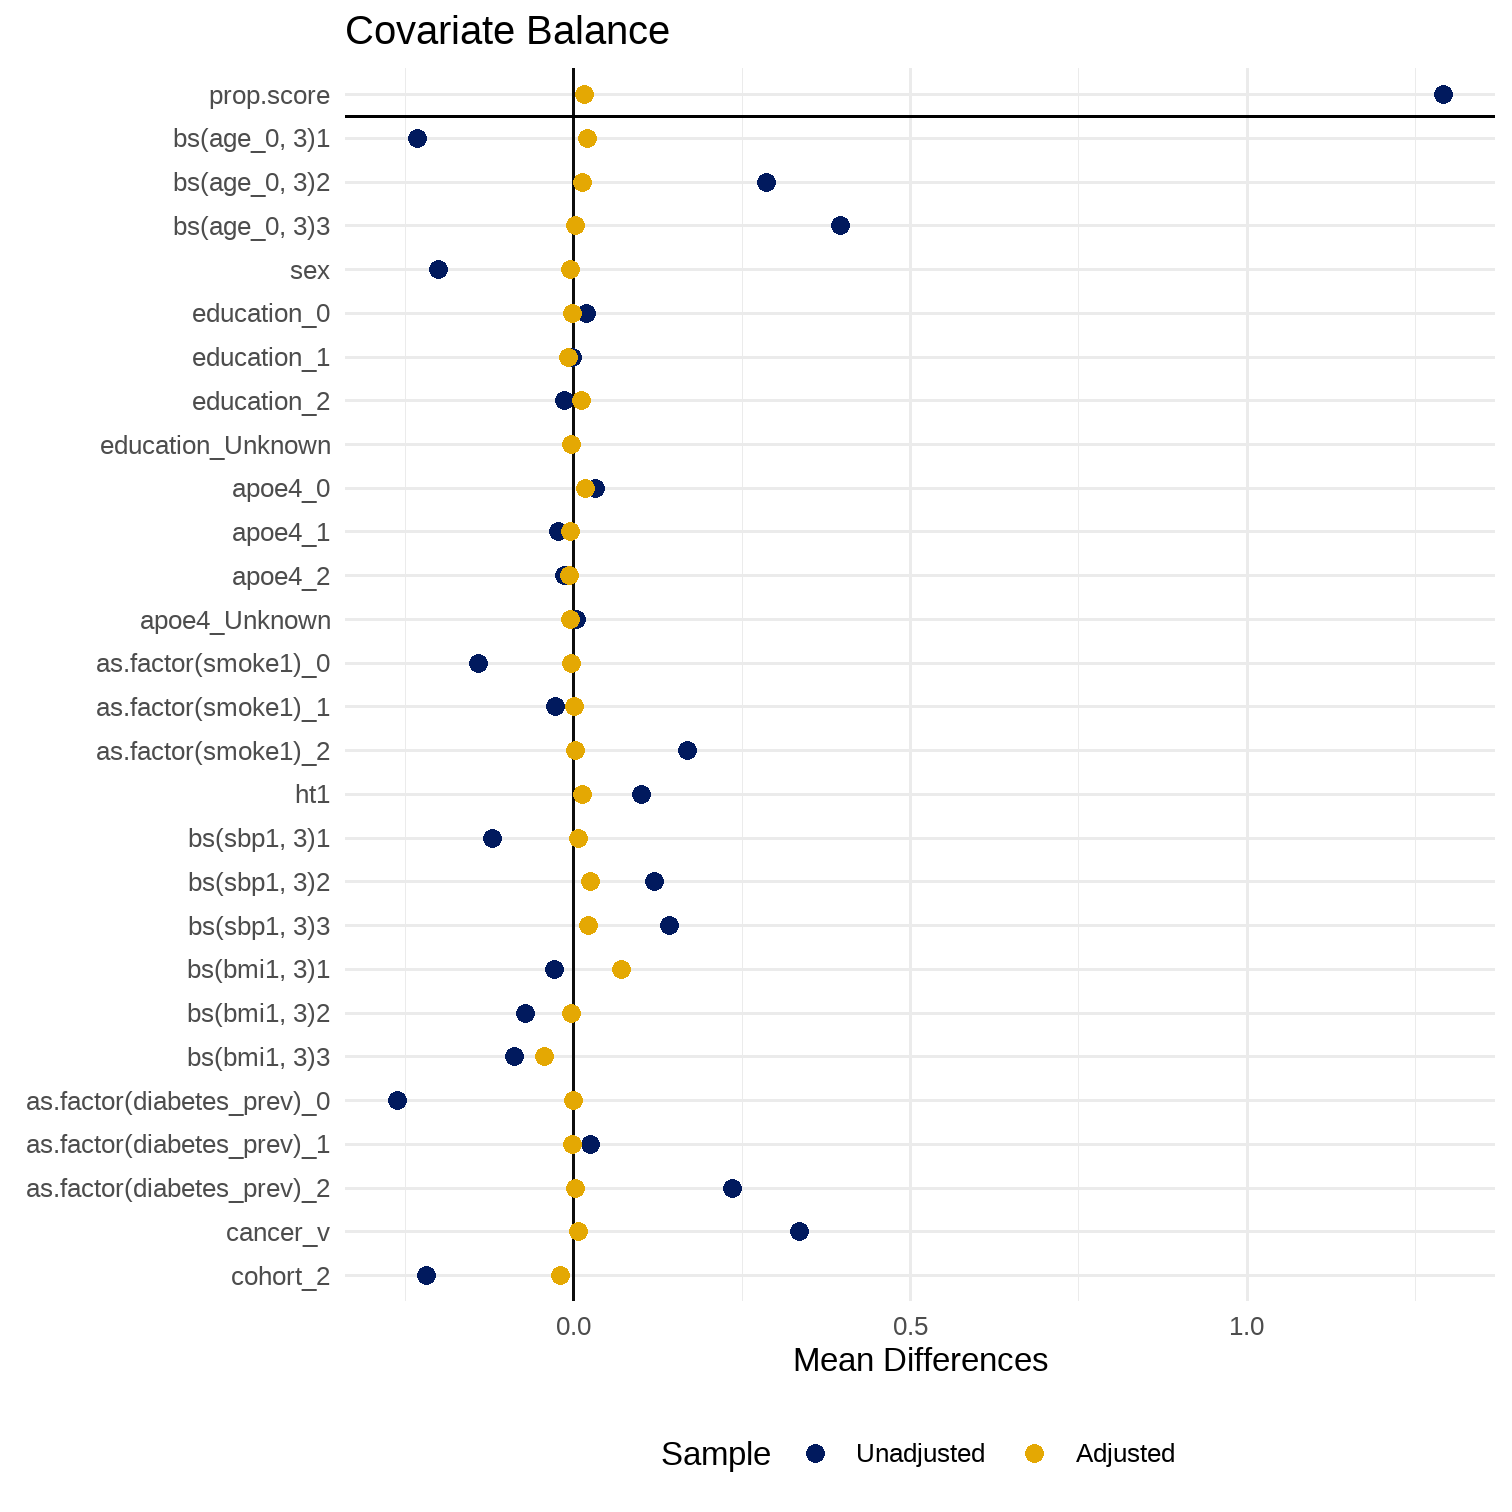 Covariate Balance
prop.score
bs(age_0, 3)1
bs(age_0, 3)2
bs(age_0, 3)3
sex
education_0
education_1
education_2
education_Unknown
apoe4_0
apoe4_1
apoe4_2
apoe4_Unknown
as.factor(smoke1)_0
as.factor(smoke1)_1
as.factor(smoke1)_2
ht1
bs(sbp1, 3)1
bs(sbp1, 3)2
bs(sbp1, 3)3
bs(bmi1, 3)1
bs(bmi1, 3)2
bs(bmi1, 3)3
as.factor(diabetes_prev)_0
as.factor(diabetes_prev)_1
as.factor(diabetes_prev)_2
cancer_v
cohort_2
0.0 0.5 1.0
Mean Differences
Sample Unadjusted Adjusted